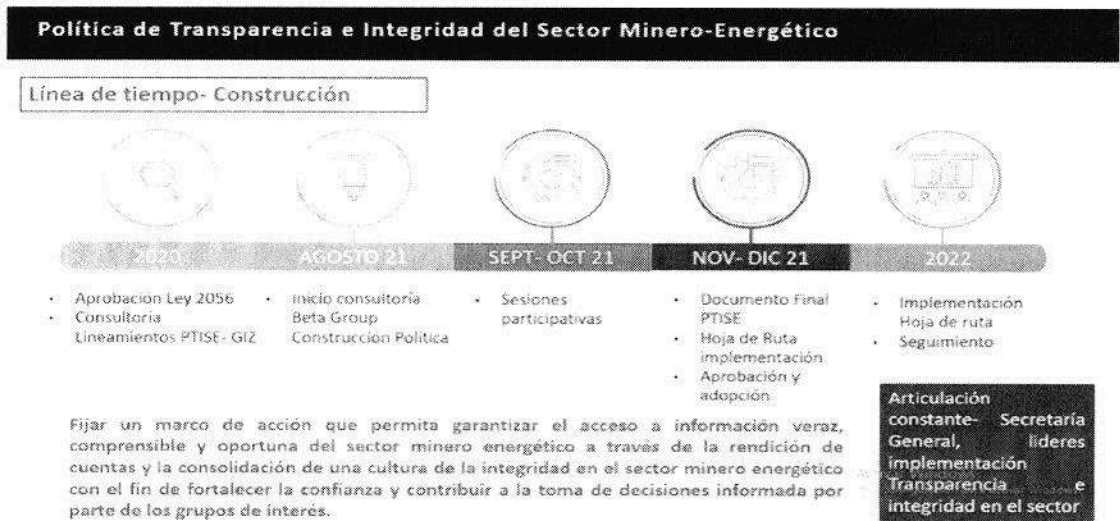 Política de Transparencia e Integridad del Sector Minero-Energético
Línea de tiempo- Construcción
2020
AGOSTO 21
SEPT- OCT 21
NOV- DIC 21
2022
• Aprobación Ley 2056
• Consultoria
Lineamientos PTISE- GIZ
• Inicio consultoría
Beta Group
Construcción Política
• Sesiones
participativas
• Documento Final
PTISE
• Hoja de Ruta
implementación
• Aprobación y
adopción
• Implementación
Hoja de ruta
• Seguimiento
Fijar un marco de acción que permita garantizar el acceso a información veraz,
comprensible y oportuna del sector minero energético a través de la rendición de
cuentas y la consolidación de una cultura de la integridad en el sector minero energético
con el fin de fortalecer la confianza y contribuir a la toma de decisiones informada por
parte de los grupos de interés.
Articulación
constante- Secretaría
General, lideres
implementación
Transparencia e
integridad en el sector